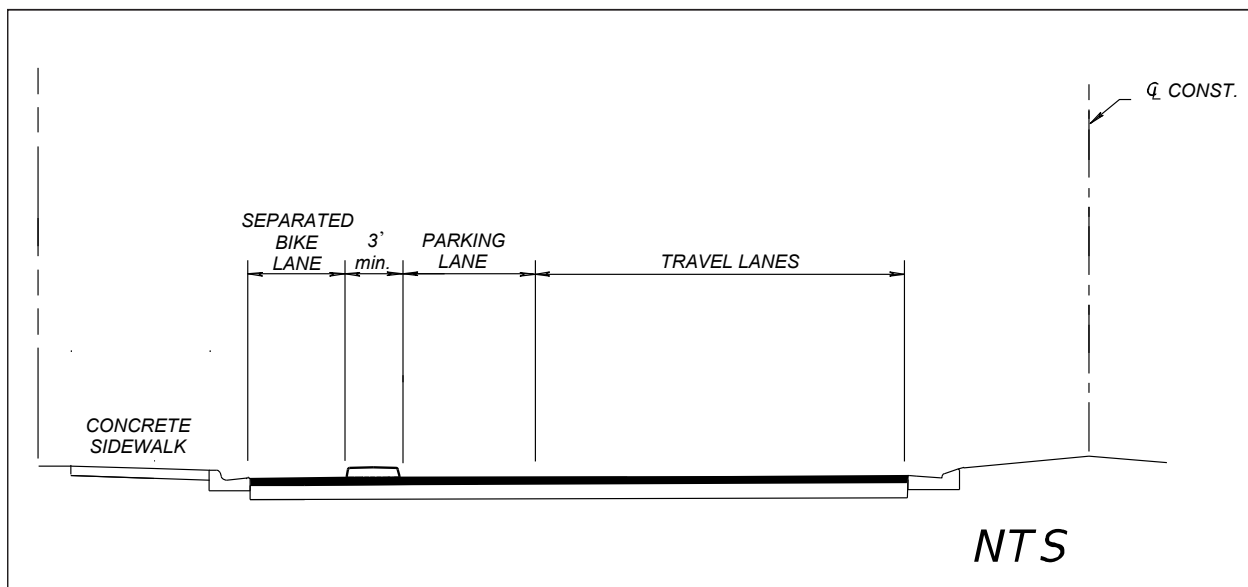 ℄ CONST.
SEPARATED
BIKE
LANE
3'
min.
PARKING
LANE
TRAVEL LANES
CONCRETE
SIDEWALK
NTS